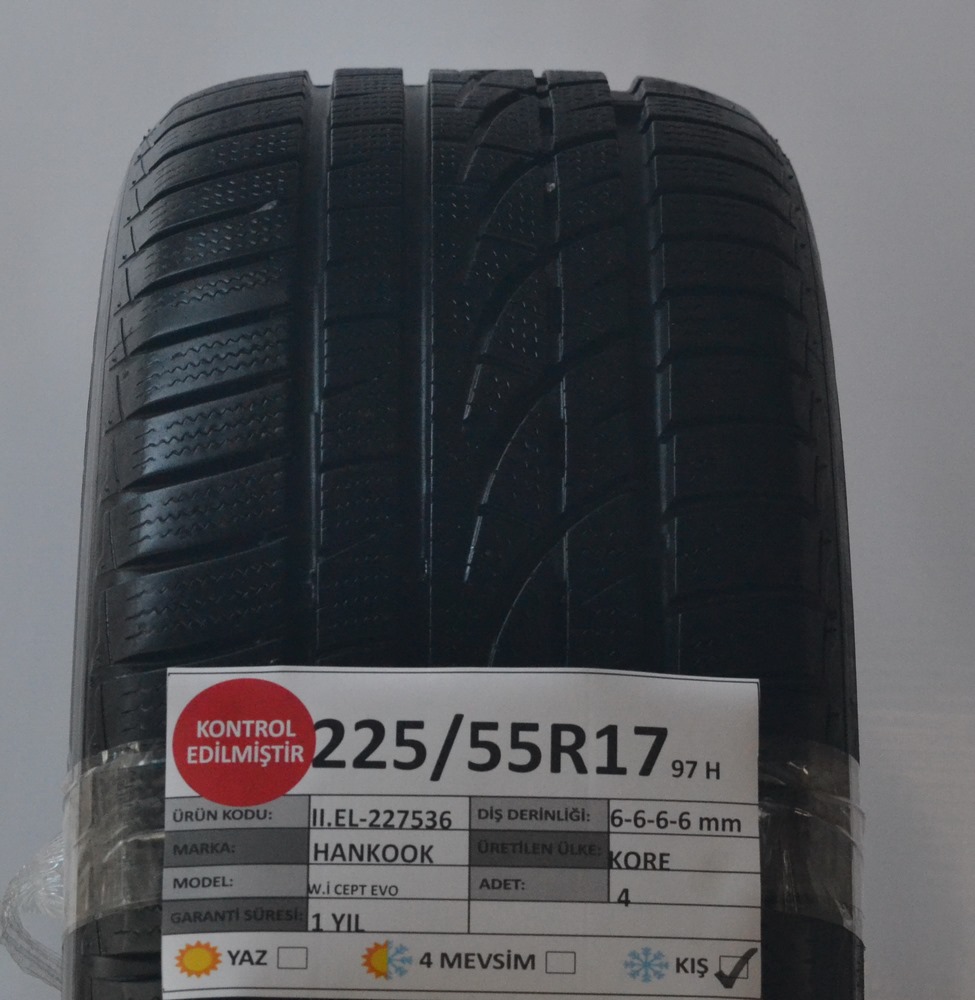 KONTROL
EDİLMİŞTİR
225/55R17 97 H
ÜRÜN KODU: II.EL-227536 DİŞ DERİNLİĞİ: 6-6-6-6 mm
MARKA: HANKOOK ÜRETİLEN ÜLKE: KORE
MODEL: W.İ CEPT EVO ADET: 4
GARANTİ SÜRESİ: 1 YIL
YAZ 4 MEVSİM KIŞ